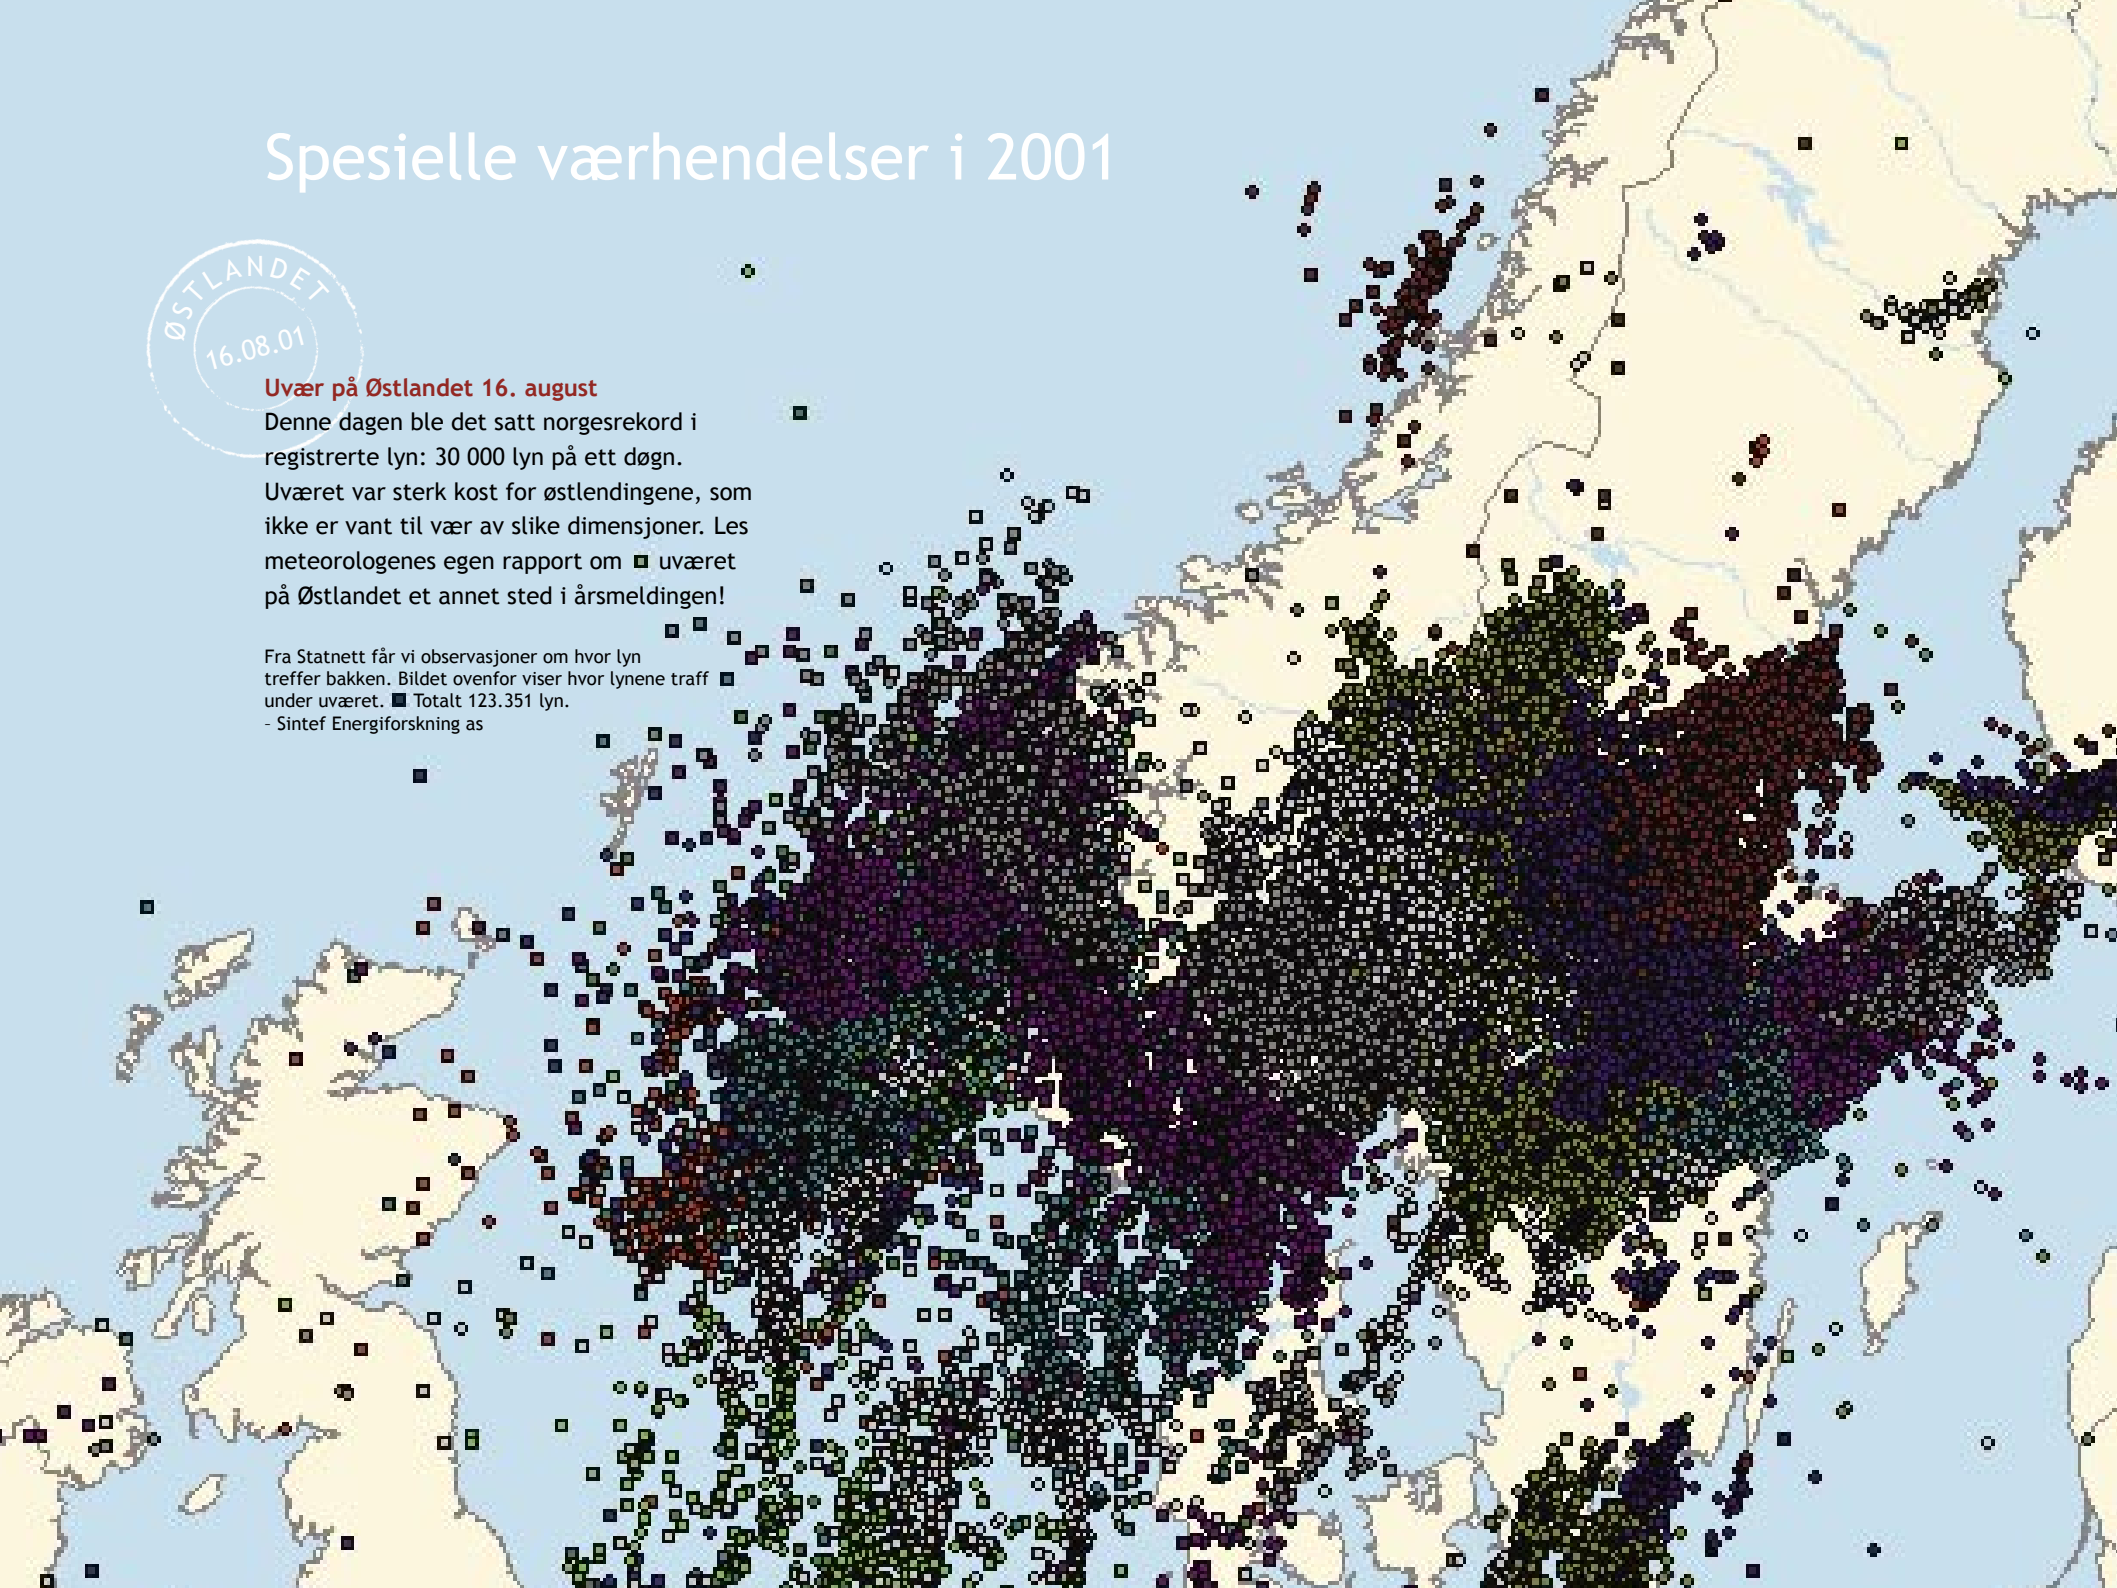 Spesielle værhendelser i 2001
ØSTLANDET
16.08.01
Uvær på Østlandet 16. august
Denne dagen ble det satt norgesrekord i
registrerte lyn: 30 000 lyn på ett døgn.
Uværet var sterk kost for østlendingene, som
ikke er vant til vær av slike dimensjoner. Les
meteorologenes egen rapport om uværet
på Østlandet et annet sted i årsmeldingen!
Fra Statnett får vi observasjoner om hvor lyn
treffer bakken. Bildet ovenfor viser hvor lynene traff
under uværet. Totalt 123.351 lyn.
– Sintef Energiforskning as